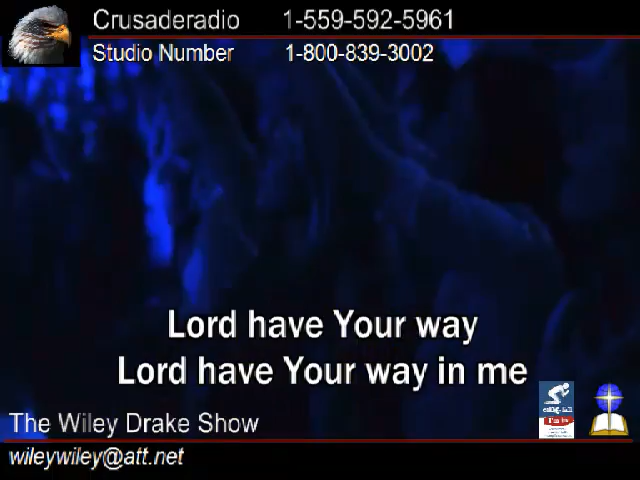 Crusaderadio 1-559-592-5961
Studio Number 1-800-839-3002
Lord have Your way
Lord have Your way in me
The Wiley Drake Show
wileywiley@att.net